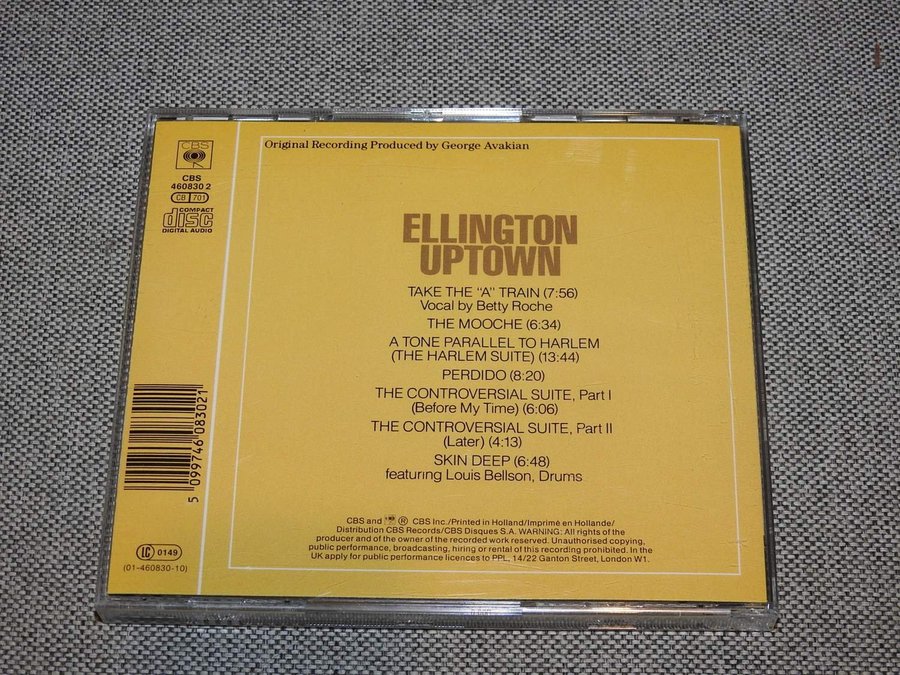 CBS
CBS
460830 2
CB 701
COMPACT
disc
DIGITAL AUDIO
Original Recording Produced by George Avakian
ELLINGTON
UPTOWN
TAKE THE "A" TRAIN (7:56)
Vocal by Betty Roche
THE MOOCHE (6:34)
A TONE PARALLEL TO HARLEM
(THE HARLEM SUITE) (13:44)
PERDIDO (8:20)
THE CONTROVERSIAL SUITE, Part I
(Before My Time) (6:06)
THE CONTROVERSIAL SUITE, Part II
(Later) (4:13)
SKIN DEEP (6:48)
featuring Louis Bellson, Drums
5 099746 083021
CBS and ® CBS Inc./Printed in Holland/Imprimé en Hollande/
Distribution CBS Records/CBS Disques S.A. WARNING: All rights of the
producer and of the owner of the recorded work reserved. Unauthorised copying,
public performance, broadcasting, hiring or rental of this recording prohibited. In the
UK apply for public performance licences to PPL, 14/22 Ganton Street, London W1.
LC 0149
(01-460830-10)